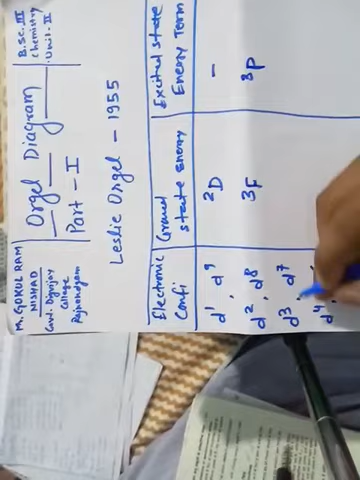 M. GOKUL RAM
NISHAD
Govt. Digvijay
College
Rajnandgaon
Orgel Diagram
Part - I
B.Sc. III
Chemistry
Unit - II
Leslie Orgel - 1955
Electronic Confi
Ground state Energy
Excited state Energy Term
d¹, d⁹ ²D -
d², d⁸ ³F ³P
d³, d⁷
d⁴,